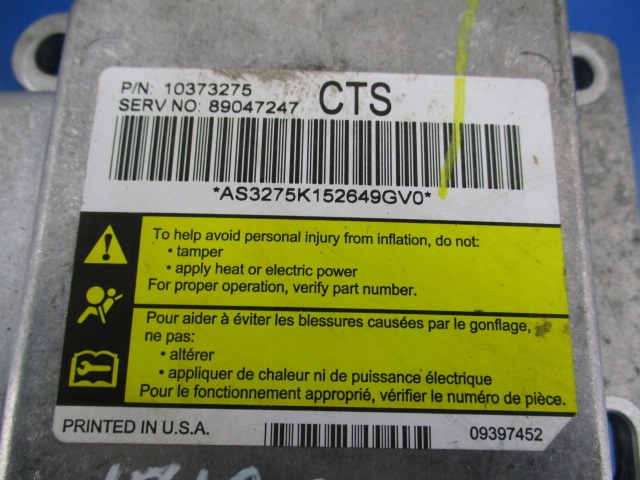 P/N: 10373275 CTS
SERV NO: 89047247
*AS3275K152649GV0*
To help avoid personal injury from inflation, do not:
• tamper
• apply heat or electric power
For proper operation, verify part number.
Pour aider à éviter les blessures causées par le gonflage,
ne pas:
• altérer
• appliquer de chaleur ni de puissance électrique
Pour le fonctionnement approprié, vérifier le numéro de pièce.
PRINTED IN U.S.A. 09397452